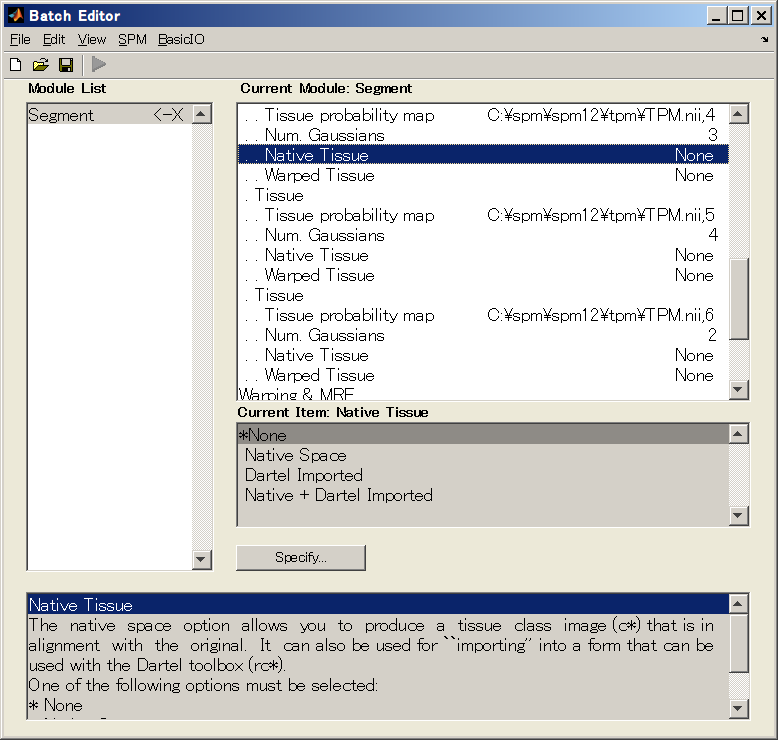 Batch Editor
File Edit View SPM BasicIO
Module List
Segment <-X
Current Module: Segment
. . Tissue probability map C:¥spm¥spm12¥tpm¥TPM.nii,4
. . Num. Gaussians 3
. . Native Tissue None
. . Warped Tissue None
. Tissue
. . Tissue probability map C:¥spm¥spm12¥tpm¥TPM.nii,5
. . Num. Gaussians 4
. . Native Tissue None
. . Warped Tissue None
. Tissue
. . Tissue probability map C:¥spm¥spm12¥tpm¥TPM.nii,6
. . Num. Gaussians 2
. . Native Tissue None
. . Warped Tissue None
Warping & MRF
Current Item: Native Tissue
*None
Native Space
Dartel Imported
Native + Dartel Imported
Specify...
Native Tissue
The native space option allows you to produce a tissue class image (c*) that is in
alignment with the original. It can also be used for ``importing'' into a form that can be
used with the Dartel toolbox (rc*).
One of the following options must be selected:
* None